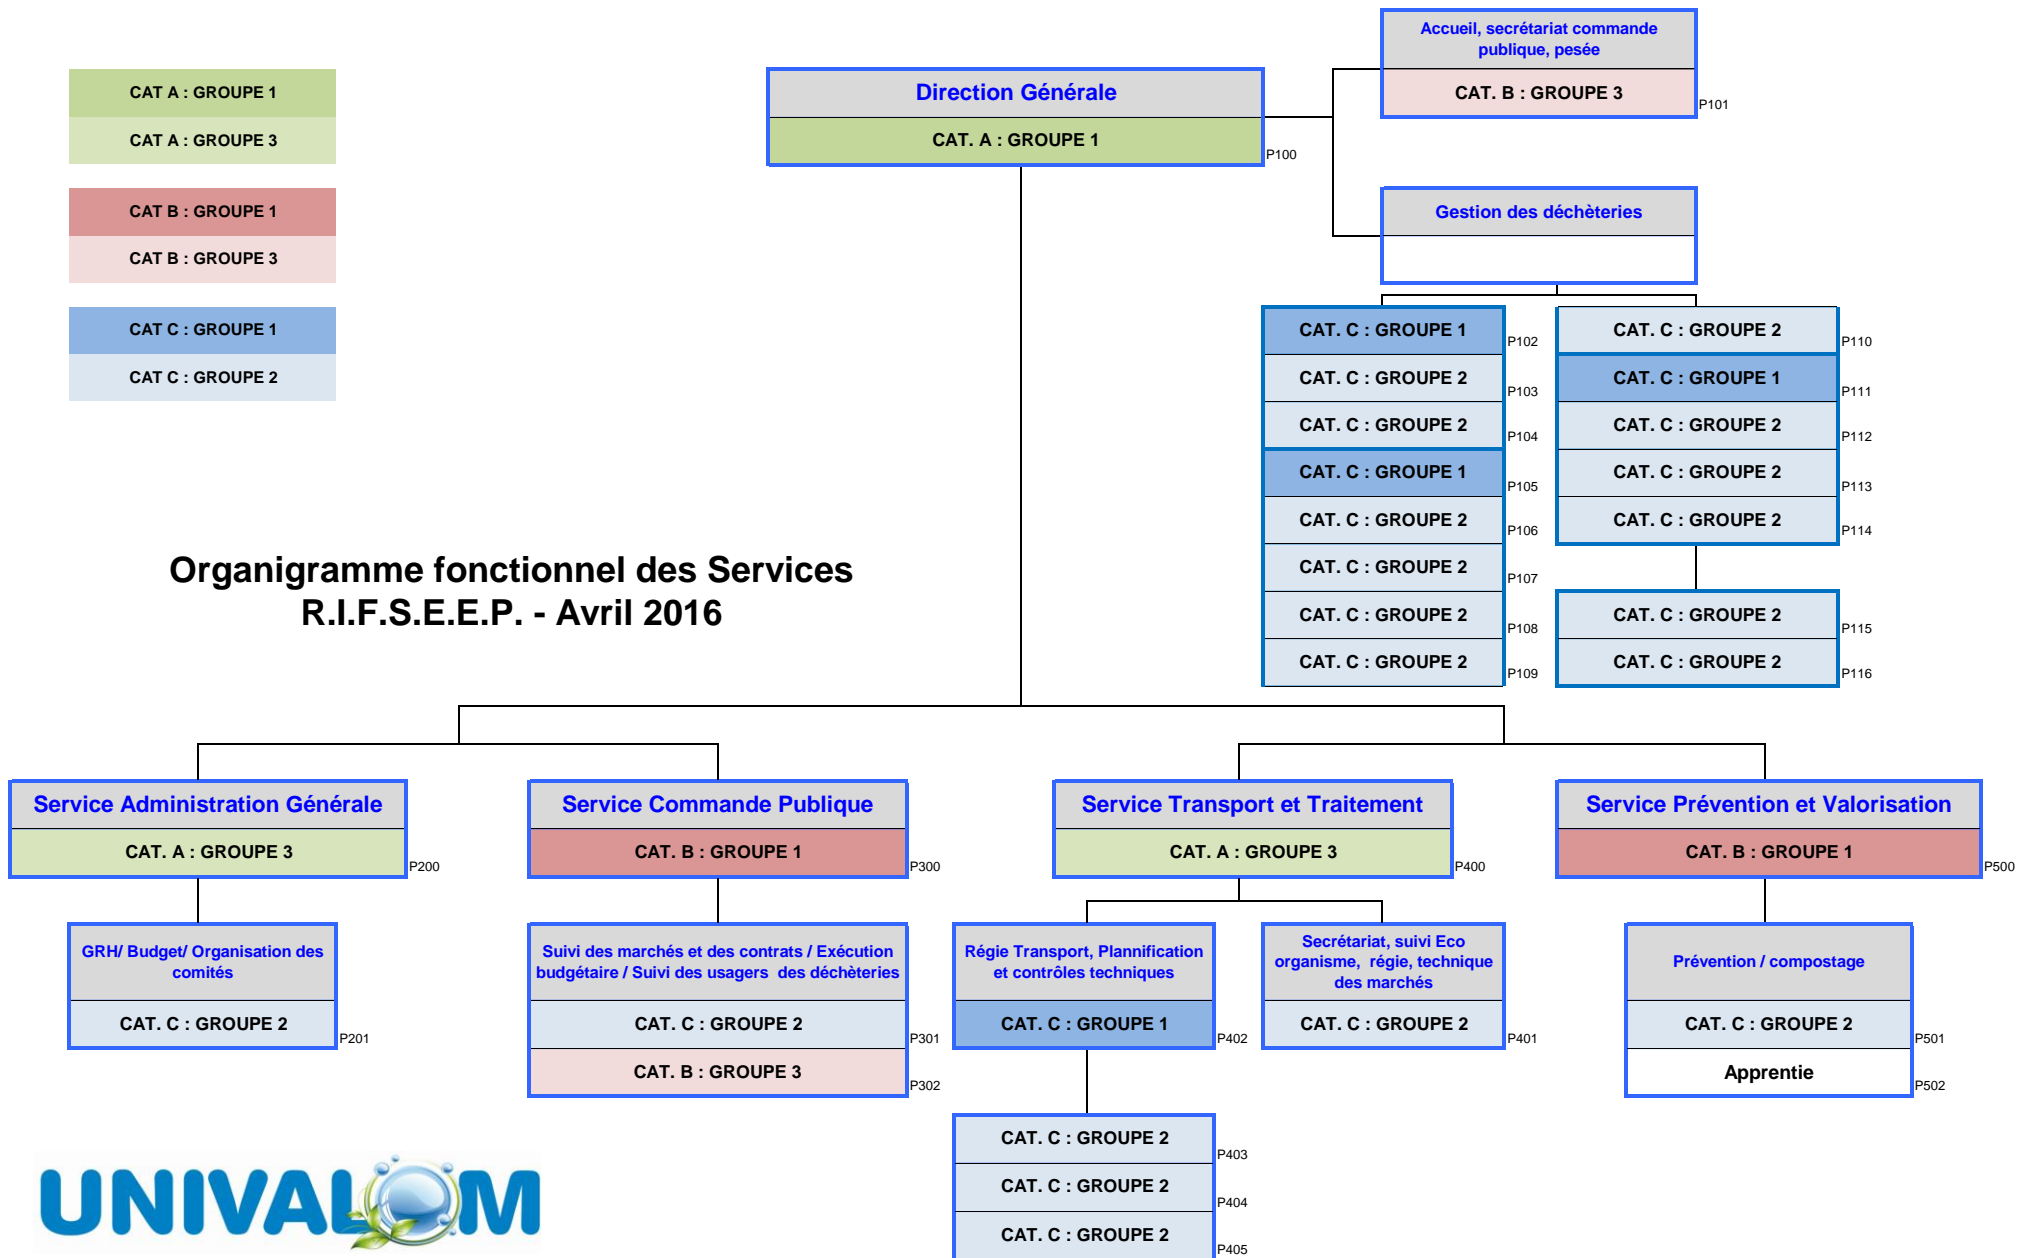 CAT A : GROUPE 1
CAT A : GROUPE 3
CAT B : GROUPE 1
CAT B : GROUPE 3
CAT C : GROUPE 1
CAT C : GROUPE 2
Organigramme fonctionnel des Services
R.I.F.S.E.E.P. - Avril 2016
Direction Générale
CAT. A : GROUPE 1
P100
Accueil, secrétariat commande
publique, pesée
CAT. B : GROUPE 3
P101
Gestion des déchèteries
CAT. C : GROUPE 1
P102
CAT. C : GROUPE 2
P103
CAT. C : GROUPE 2
P104
CAT. C : GROUPE 1
P105
CAT. C : GROUPE 2
P106
CAT. C : GROUPE 2
P107
CAT. C : GROUPE 2
P108
CAT. C : GROUPE 2
P109
CAT. C : GROUPE 2
P110
CAT. C : GROUPE 1
P111
CAT. C : GROUPE 2
P112
CAT. C : GROUPE 2
P113
CAT. C : GROUPE 2
P114
CAT. C : GROUPE 2
P115
CAT. C : GROUPE 2
P116
Service Administration Générale
CAT. A : GROUPE 3
P200
GRH/ Budget/ Organisation des
comités
CAT. C : GROUPE 2
P201
Service Commande Publique
CAT. B : GROUPE 1
P300
Suivi des marchés et des contrats / Exécution
budgétaire / Suivi des usagers  des déchèteries
CAT. C : GROUPE 2
P301
CAT. B : GROUPE 3
P302
Service Transport et Traitement
CAT. A : GROUPE 3
P400
Régie Transport, Plannification
et contrôles techniques
CAT. C : GROUPE 1
P402
Secrétariat, suivi Eco
organisme,  régie, technique
des marchés
CAT. C : GROUPE 2
P401
CAT. C : GROUPE 2
P403
CAT. C : GROUPE 2
P404
CAT. C : GROUPE 2
P405
Service Prévention et Valorisation
CAT. B : GROUPE 1
P500
Prévention / compostage
CAT. C : GROUPE 2
P501
Apprentie
P502
UNIVALOM